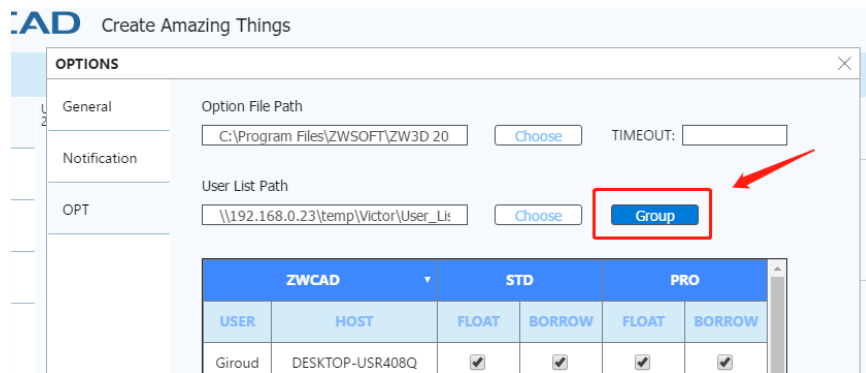 CAD Create Amazing Things
OPTIONS
General
Notification
OPT
Option File Path
C:\Program Files\ZWSOFT\ZW3D 20
Choose
TIMEOUT:
User List Path
\\192.168.0.23\temp\Victor\User_Lis
Choose
Group
ZWCAD STD PRO
USER HOST FLOAT BORROW FLOAT BORROW
Giroud DESKTOP-USR408Q